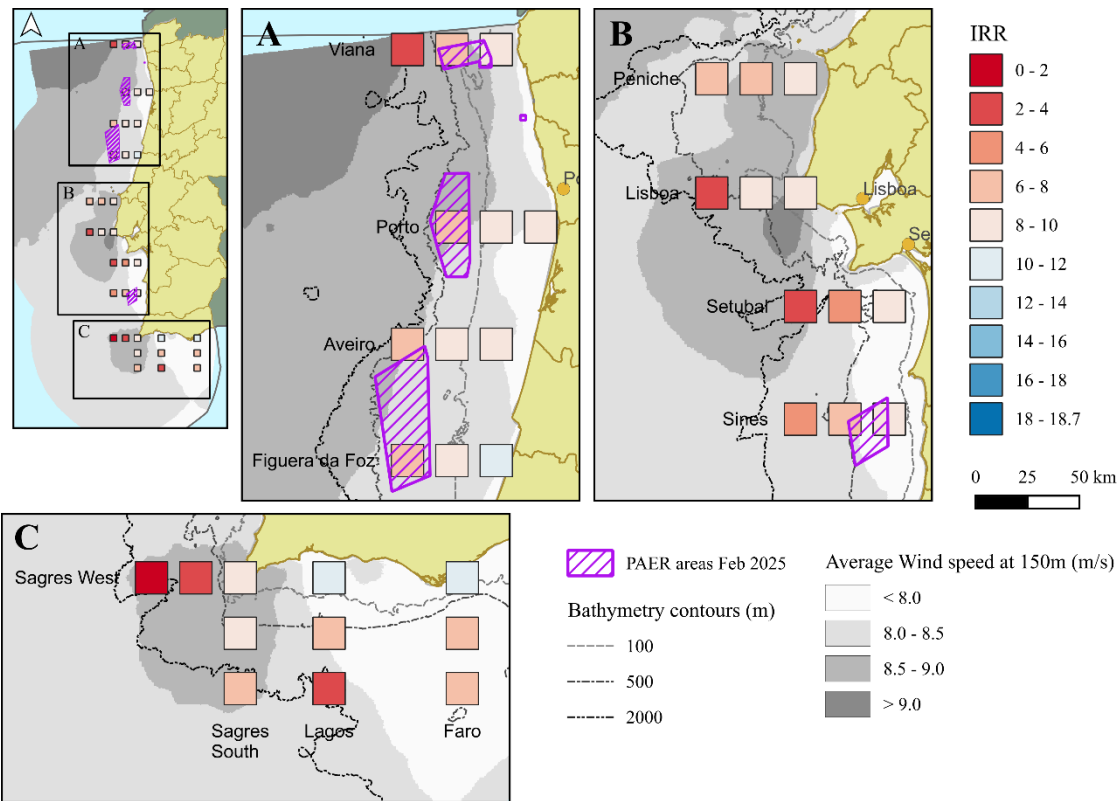 A
B
C
A
Viana
Porto
Po
Aveiro
Figuera da Foz
B
Peniche
Lisboa
Lisboa
Se
Setubal
Sines
IRR
0 - 2
2 - 4
4 - 6
6 - 8
8 - 10
10 - 12
12 - 14
14 - 16
16 - 18
18 - 18.7
0 25 50 km
C
Sagres West
Sagres
South
Lagos
Faro
PAER areas Feb 2025
Bathymetry contours (m)
100
500
2000
Average Wind speed at 150m (m/s)
< 8.0
8.0 - 8.5
8.5 - 9.0
> 9.0